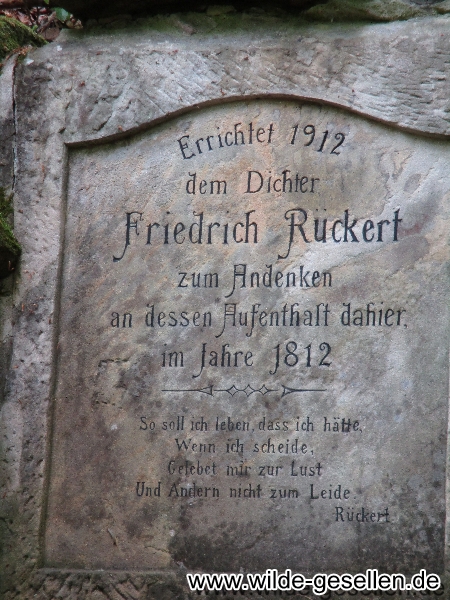 Errichtet 1912
dem Dichter
Friedrich Rückert
zum Andenken
an dessen Aufenthalt dahier,
im Jahre 1812
So soll ich leben, dass ich hätte,
Wenn ich scheide,
Gelebet mir zur Lust
Und Andern nicht zum Leide.
Rückert.
www.wilde-gesellen.de